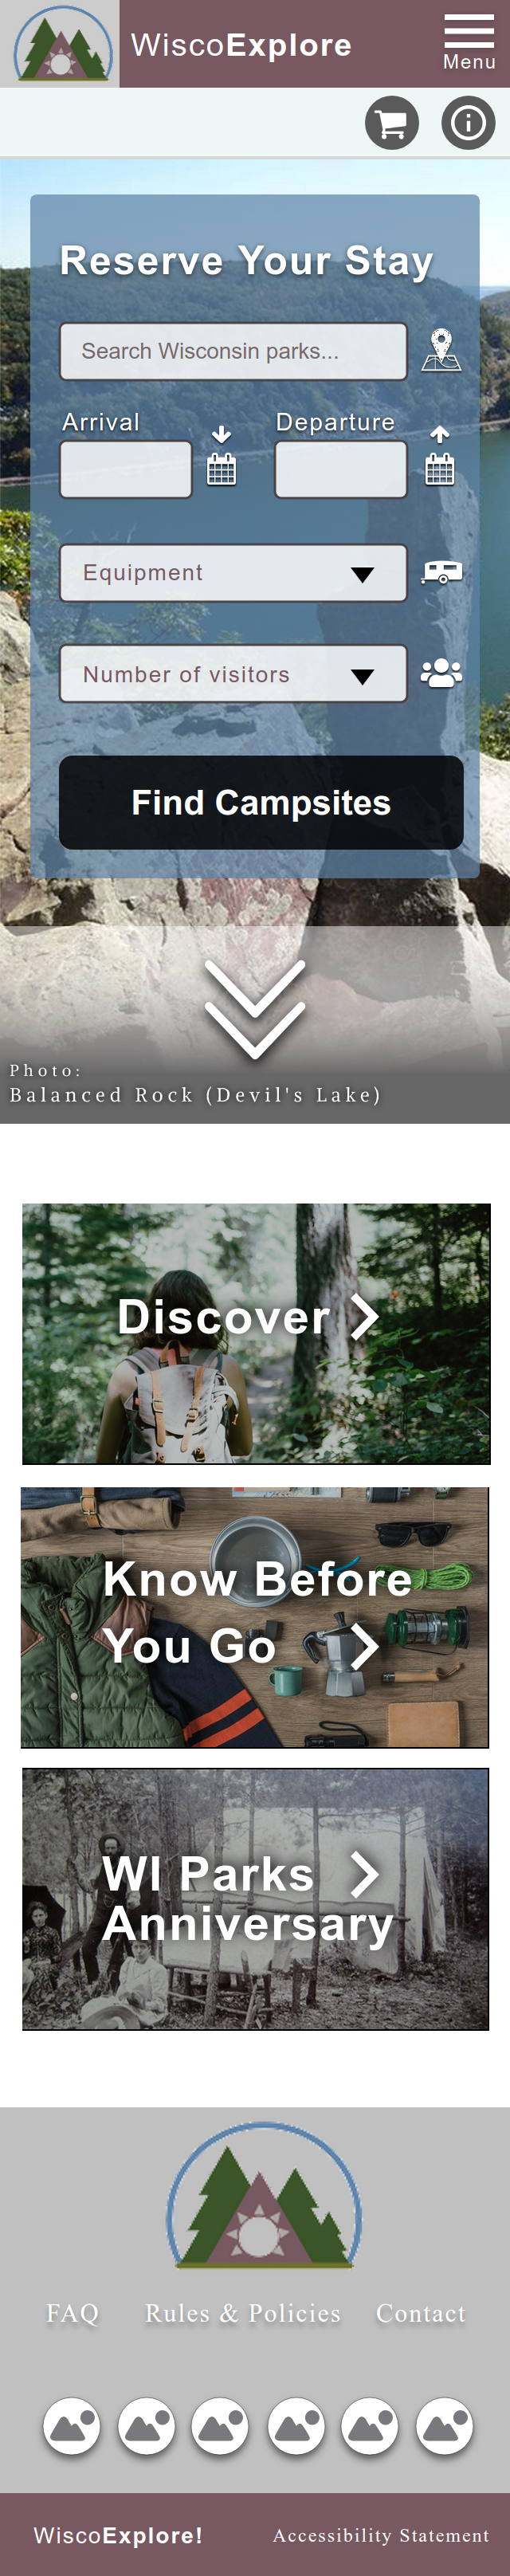 WiscoExplore
Menu
Reserve Your Stay
Search Wisconsin parks...
Arrival
Departure
Equipment
Number of visitors
Find Campsites
Photo:
Balanced Rock (Devil's Lake)
Discover
Know Before
You Go
WI Parks
Anniversary
FAQ
Rules & Policies
Contact
WiscoExplore!
Accessibility Statement